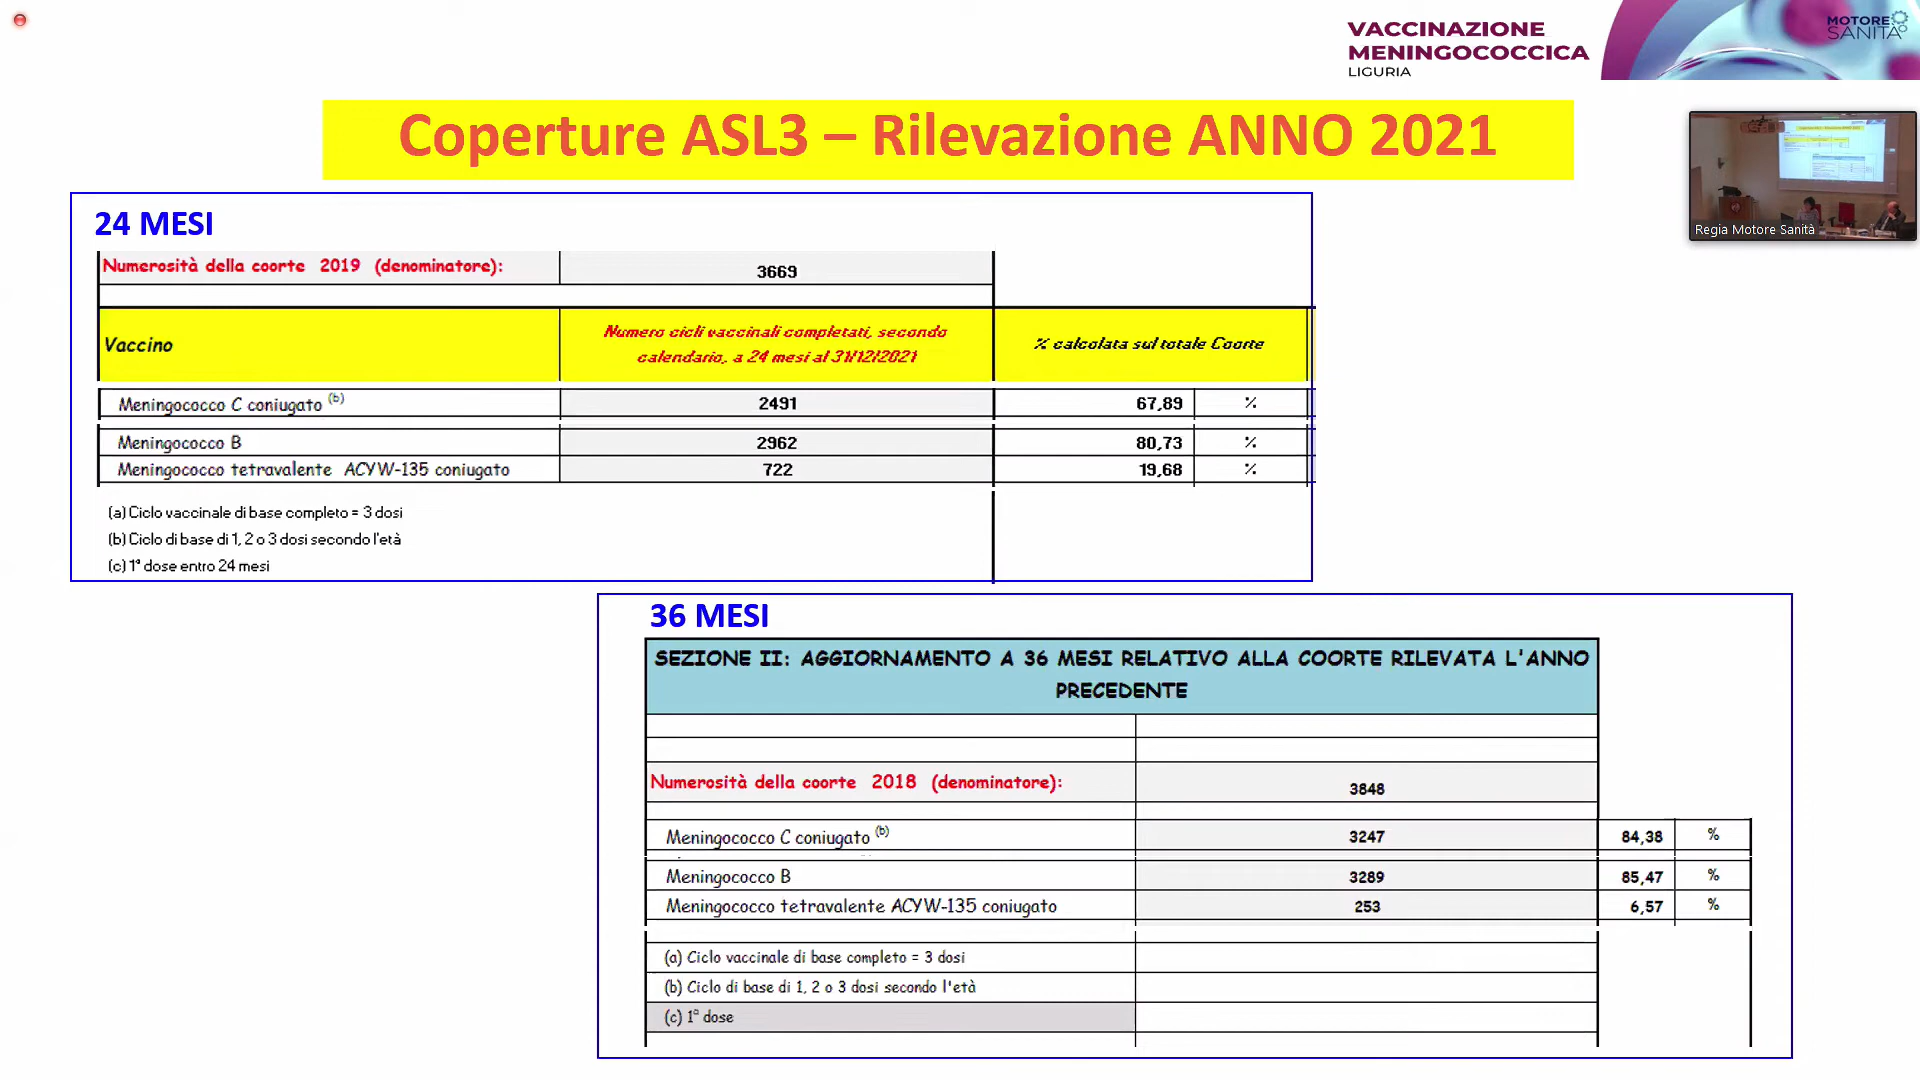 VACCINAZIONE
MENINGOCOCCICA
LIGURIA
MOTORE
SANITÀ
Coperture ASL3 – Rilevazione ANNO 2021
Regia Motore Sanità
24 MESI
Numerosità della coorte 2019 (denominatore): 3669
Vaccino
Numero cicli vaccinali completati, secondo
calendario, a 24 mesi al 31/12/2021
% calcolata sul totale Coorte
Meningococco C coniugato (b) 2491 67,89 %
Meningococco B 2962 80,73 %
Meningococco tetravalente ACYW-135 coniugato 722 19,68 %
(a) Ciclo vaccinale di base completo = 3 dosi
(b) Ciclo di base di 1, 2 o 3 dosi secondo l'età
(c) 1° dose entro 24 mesi
36 MESI
SEZIONE II: AGGIORNAMENTO A 36 MESI RELATIVO ALLA COORTE RILEVATA L'ANNO
PRECEDENTE
Numerosità della coorte 2018 (denominatore): 3848
Meningococco C coniugato (b) 3247 84,38 %
Meningococco B 3289 85,47 %
Meningococco tetravalente ACYW-135 coniugato 253 6,57 %
(a) Ciclo vaccinale di base completo = 3 dosi
(b) Ciclo di base di 1, 2 o 3 dosi secondo l'età
(c) 1° dose